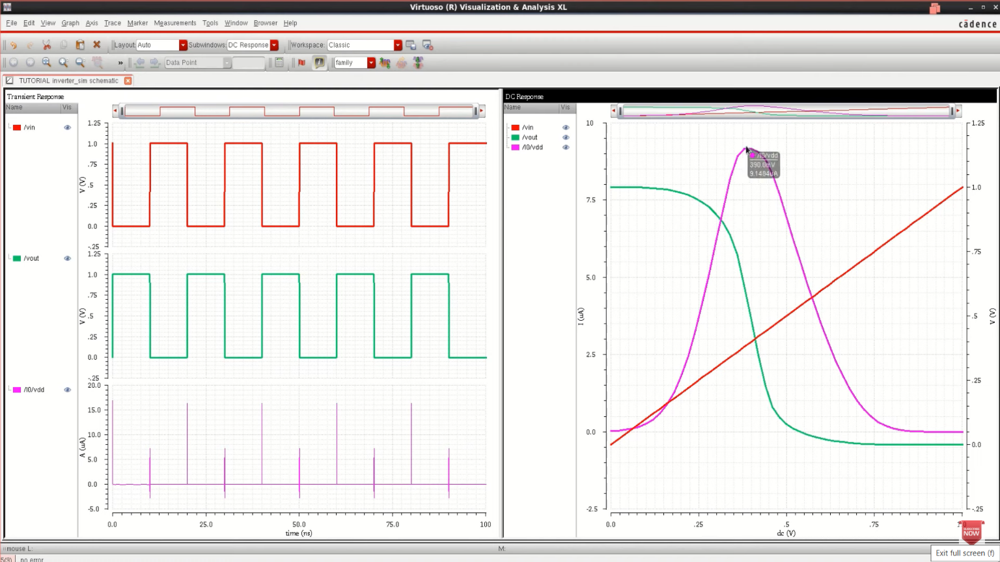 Virtuoso (R) Visualization & Analysis XL
File Edit View Graph Axis Trace Marker Measurements Tools Window Browser Help
cādence
Layout: Auto Subwindows: DC Response Workspace: Classic
» Data Point family
TUTORIAL inverter_sim schematic
Transient Response
Name Vis
/vin
1.25
1.0
.75
.5
.25
0.0
-.25
V (V)
/vout
1.25
1.0
.75
.5
.25
0.0
-.25
V (V)
/I0/vdd
20.0
15.0
10.0
5.0
0.0
-5.0
A (uA)
0.0 25.0 50.0 75.0 100
time (ns)
DC Response
Name Vis
/vin
/vout
/I0/vdd
10
7.5
5.0
2.5
0.0
-2.5
I (uA)
/I0/vdd
390.0mV
9.1484uA
1.25
1.0
.75
.5
.25
0.0
-.25
V (V)
0.0 .25 .5 .75
dc (V)
SUBSCRIBE
NOW
mouse L: M:
5(9) no error
Exit full screen (f)